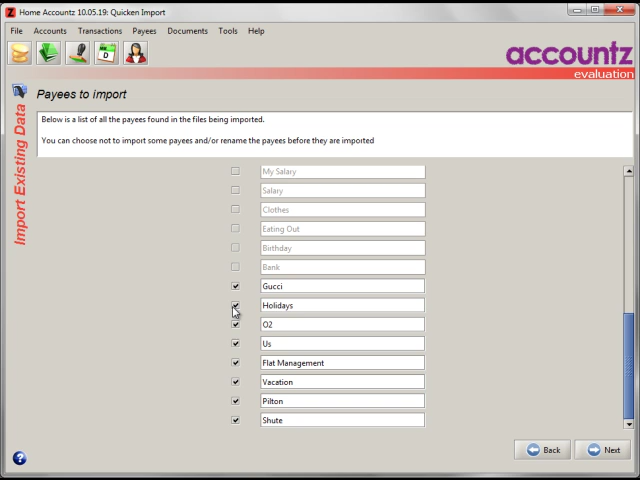 Home Accountz 10.05.19: Quicken Import
File Accounts Transactions Payees Documents Tools Help
accountz
evaluation
Import Existing Data
Payees to import
Below is a list of all the payees found in the files being imported.
You can choose not to import some payees and/or rename the payees before they are imported
My Salary
Salary
Clothes
Eating Out
Birthday
Bank
Gucci
Holidays
O2
Us
Flat Management
Vacation
Pilton
Shute
Back Next